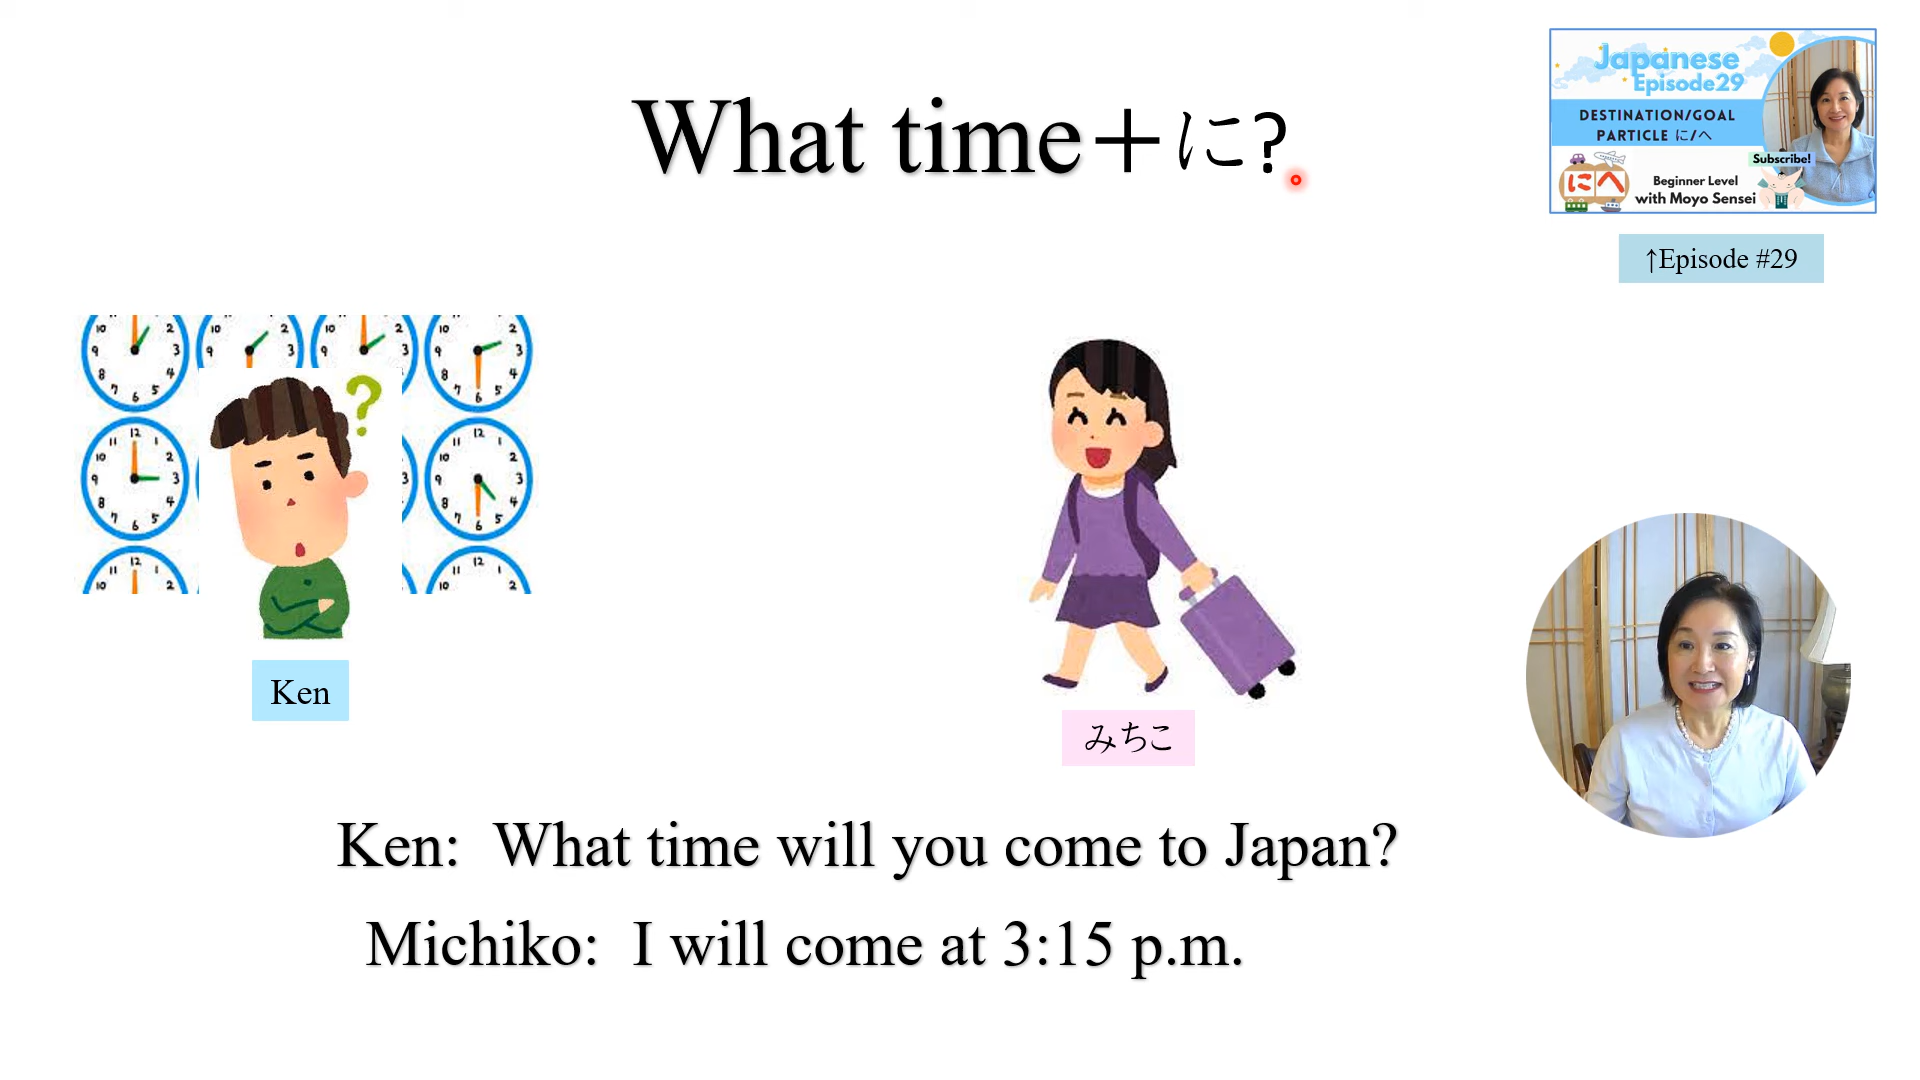 What time+に?
Japanese
Episode29
DESTINATION/GOAL
PARTICLE に/へ
Subscribe!
にへ
Beginner Level
with Moyo Sensei
↑Episode #29
?
Ken
みちこ
Ken: What time will you come to Japan?
Michiko: I will come at 3:15 p.m.